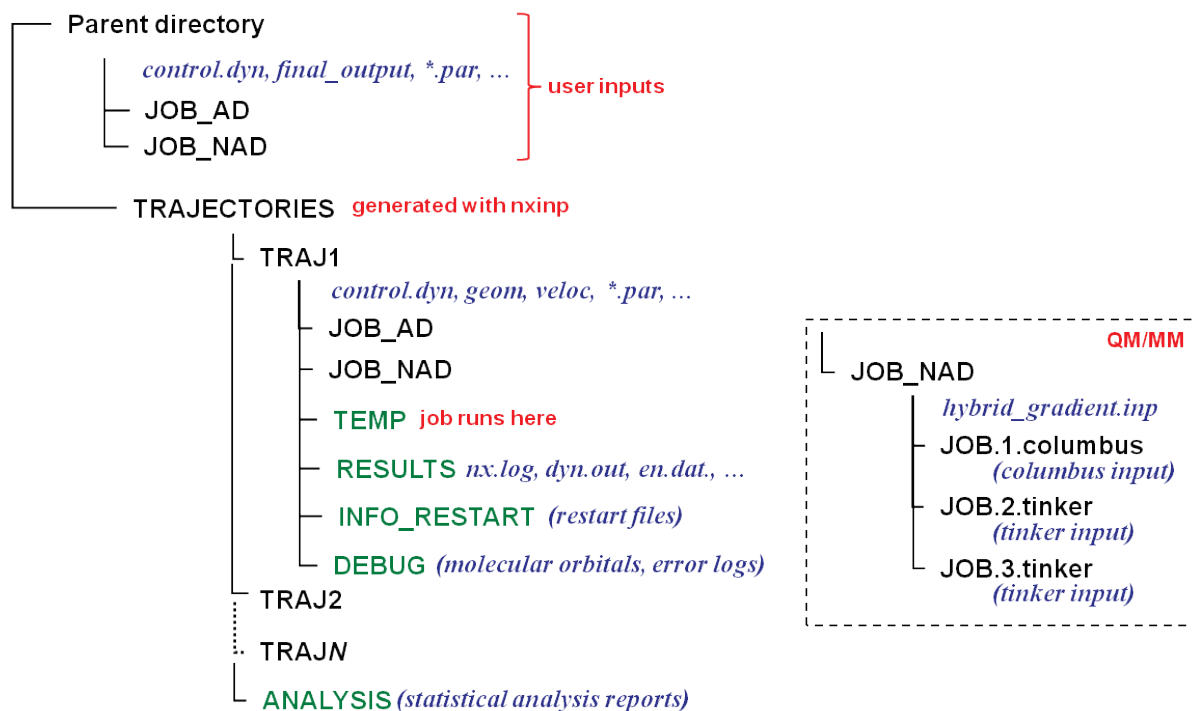 Parent directory
control.dyn, final_output, *.par, ...
user inputs
JOB_AD
JOB_NAD
TRAJECTORIES generated with nxinp
TRAJ1
control.dyn, geom, veloc, *.par, ...
JOB_AD
JOB_NAD
TEMP job runs here
RESULTS nx.log, dyn.out, en.dat., ...
INFO_RESTART (restart files)
DEBUG (molecular orbitals, error logs)
TRAJ2
TRAJN
ANALYSIS (statistical analysis reports)
QM/MM
JOB_NAD
hybrid_gradient.inp
JOB.1.columbus
(columbus input)
JOB.2.tinker
(tinker input)
JOB.3.tinker
(tinker input)